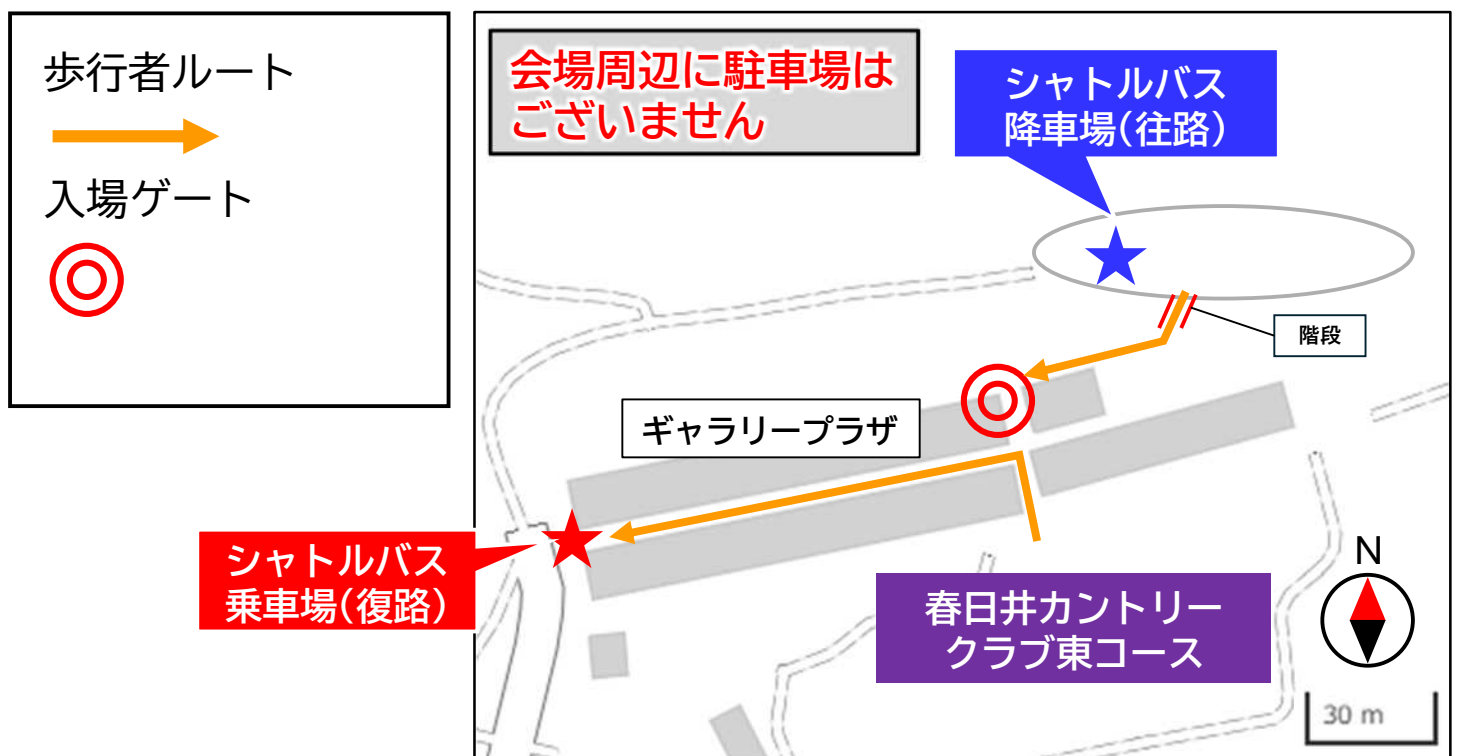 歩行者ルート
入場ゲート
会場周辺に駐車場は
ございません
シャトルバス
降車場(往路)
階段
ギャラリープラザ
シャトルバス
乗車場(復路)
春日井カントリー
クラブ東コース
N
30 m